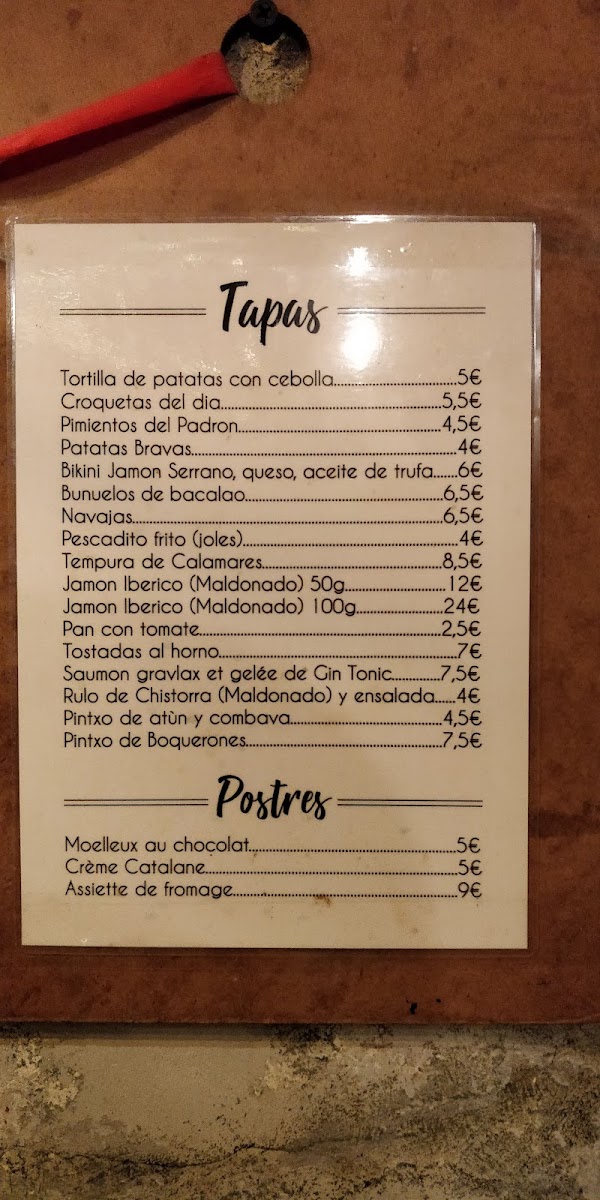 Tapas
Tortilla de patatas con cebolla.....5€
Croquetas del dia.....5,5€
Pimientos del Padron.....4,5€
Patatas Bravas.....4€
Bikini Jamon Serrano, queso, aceite de trufa.....6€
Bunuelos de bacalao.....6,5€
Navajas.....6,5€
Pescadito frito (joles).....4€
Tempura de Calamares.....8,5€
Jamon Iberico (Maldonado) 50g.....12€
Jamon Iberico (Maldonado) 100g.....24€
Pan con tomate.....2,5€
Tostadas al horno.....7€
Saumon gravlax et gelée de Gin Tonic.....7,5€
Rulo de Chistorra (Maldonado) y ensalada.....4€
Pintxo de atùn y combava.....4,5€
Pintxo de Boquerones.....7,5€
Postres
Moelleux au chocolat.....5€
Crème Catalane.....5€
Assiette de fromage.....9€